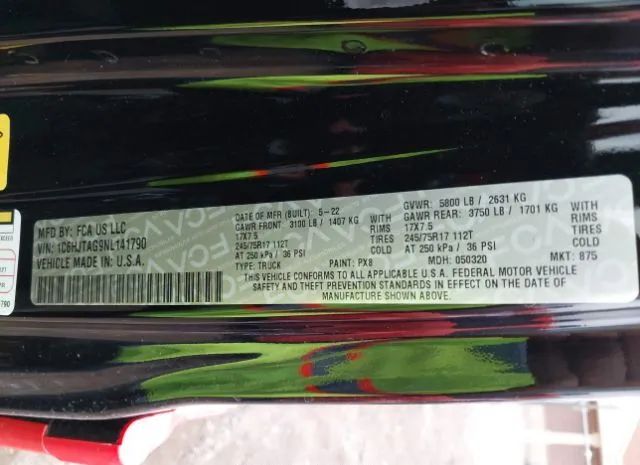 MFD BY: FCA US LLC
VIN: 1C6HJTAG9NL141790
VEHICLE MADE IN U.S.A.
DATE OF MFR (BUILT): 5-22
GAWR FRONT: 3100 LB / 1407 KG
17X7.5 RIMS
245/75R17 112T TIRES
AT 250 kPa / 36 PSI
TYPE: TRUCK PAINT: PX8
GVWR: 5800 LB / 2631 KG
GAWR REAR: 3750 LB / 1701 KG
17X7.5 RIMS
245/75R17 112T TIRES
AT 250 kPa / 36 PSI
MDH: 050320 MKT: 875
THIS VEHICLE CONFORMS TO ALL APPLICABLE U.S.A. FEDERAL MOTOR VEHICLE
SAFETY AND THEFT PREVENTION STANDARDS IN EFFECT ON THE DATE OF
MANUFACTURE SHOWN ABOVE.